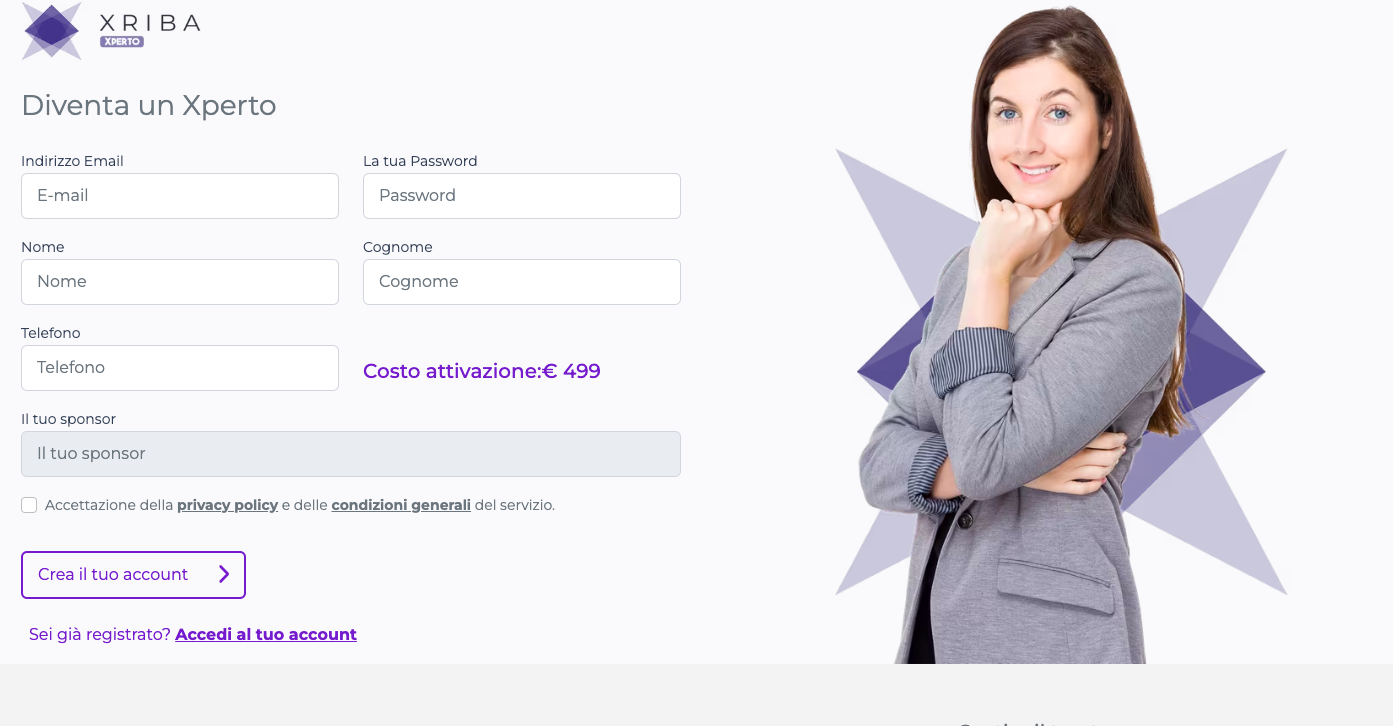 XRIBA
XPERTO
Diventa un Xperto
Indirizzo Email
La tua Password
E-mail
Password
Nome
Cognome
Nome
Cognome
Telefono
Telefono
Costo attivazione:€ 499
Il tuo sponsor
Il tuo sponsor
Accettazione della privacy policy e delle condizioni generali del servizio.
Crea il tuo account
Sei già registrato? Accedi al tuo account